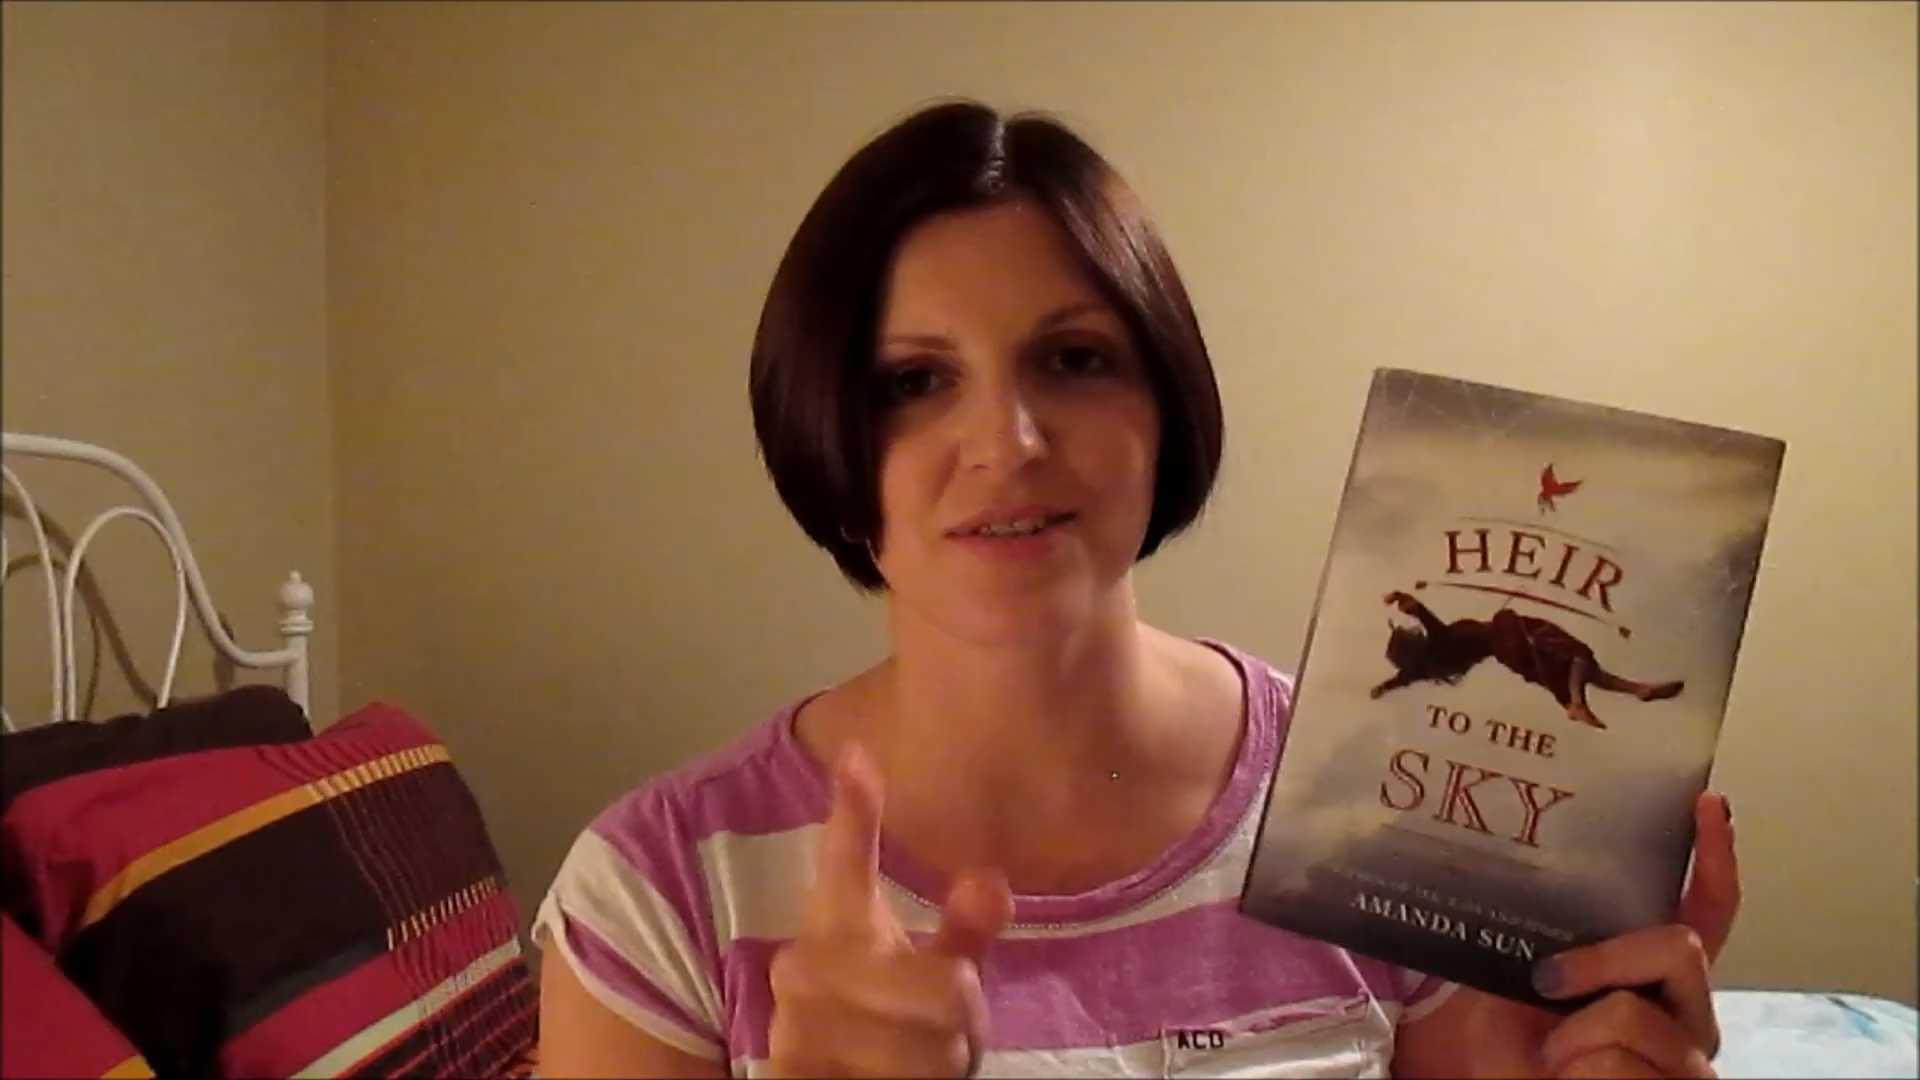 HEIR
TO THE
SKY
AMANDA SUN
ACD